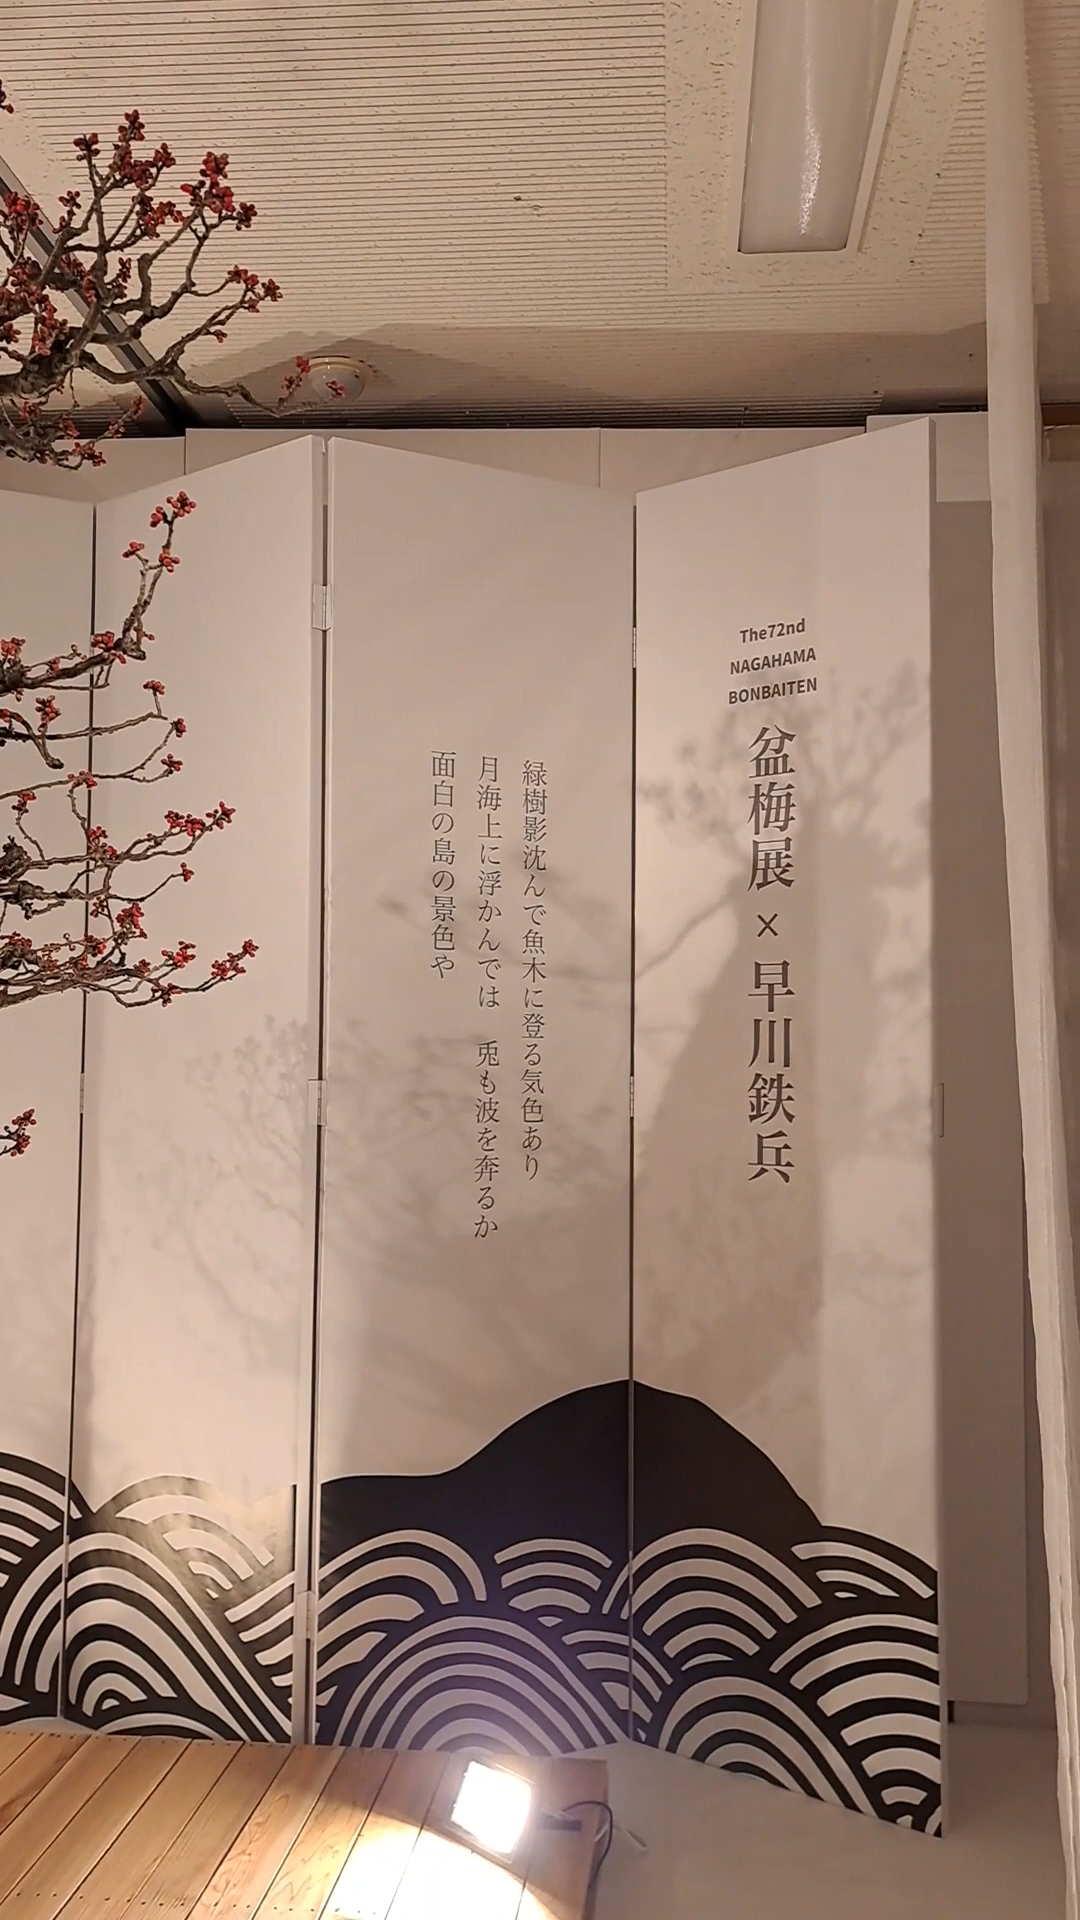 The72nd
NAGAHAMA
BONBAITEN
盆梅展×早川鉄兵
緑樹影沈んで魚木に登る気色あり
月海上に浮かんでは　兎も波を奔るか
面白の島の景色や